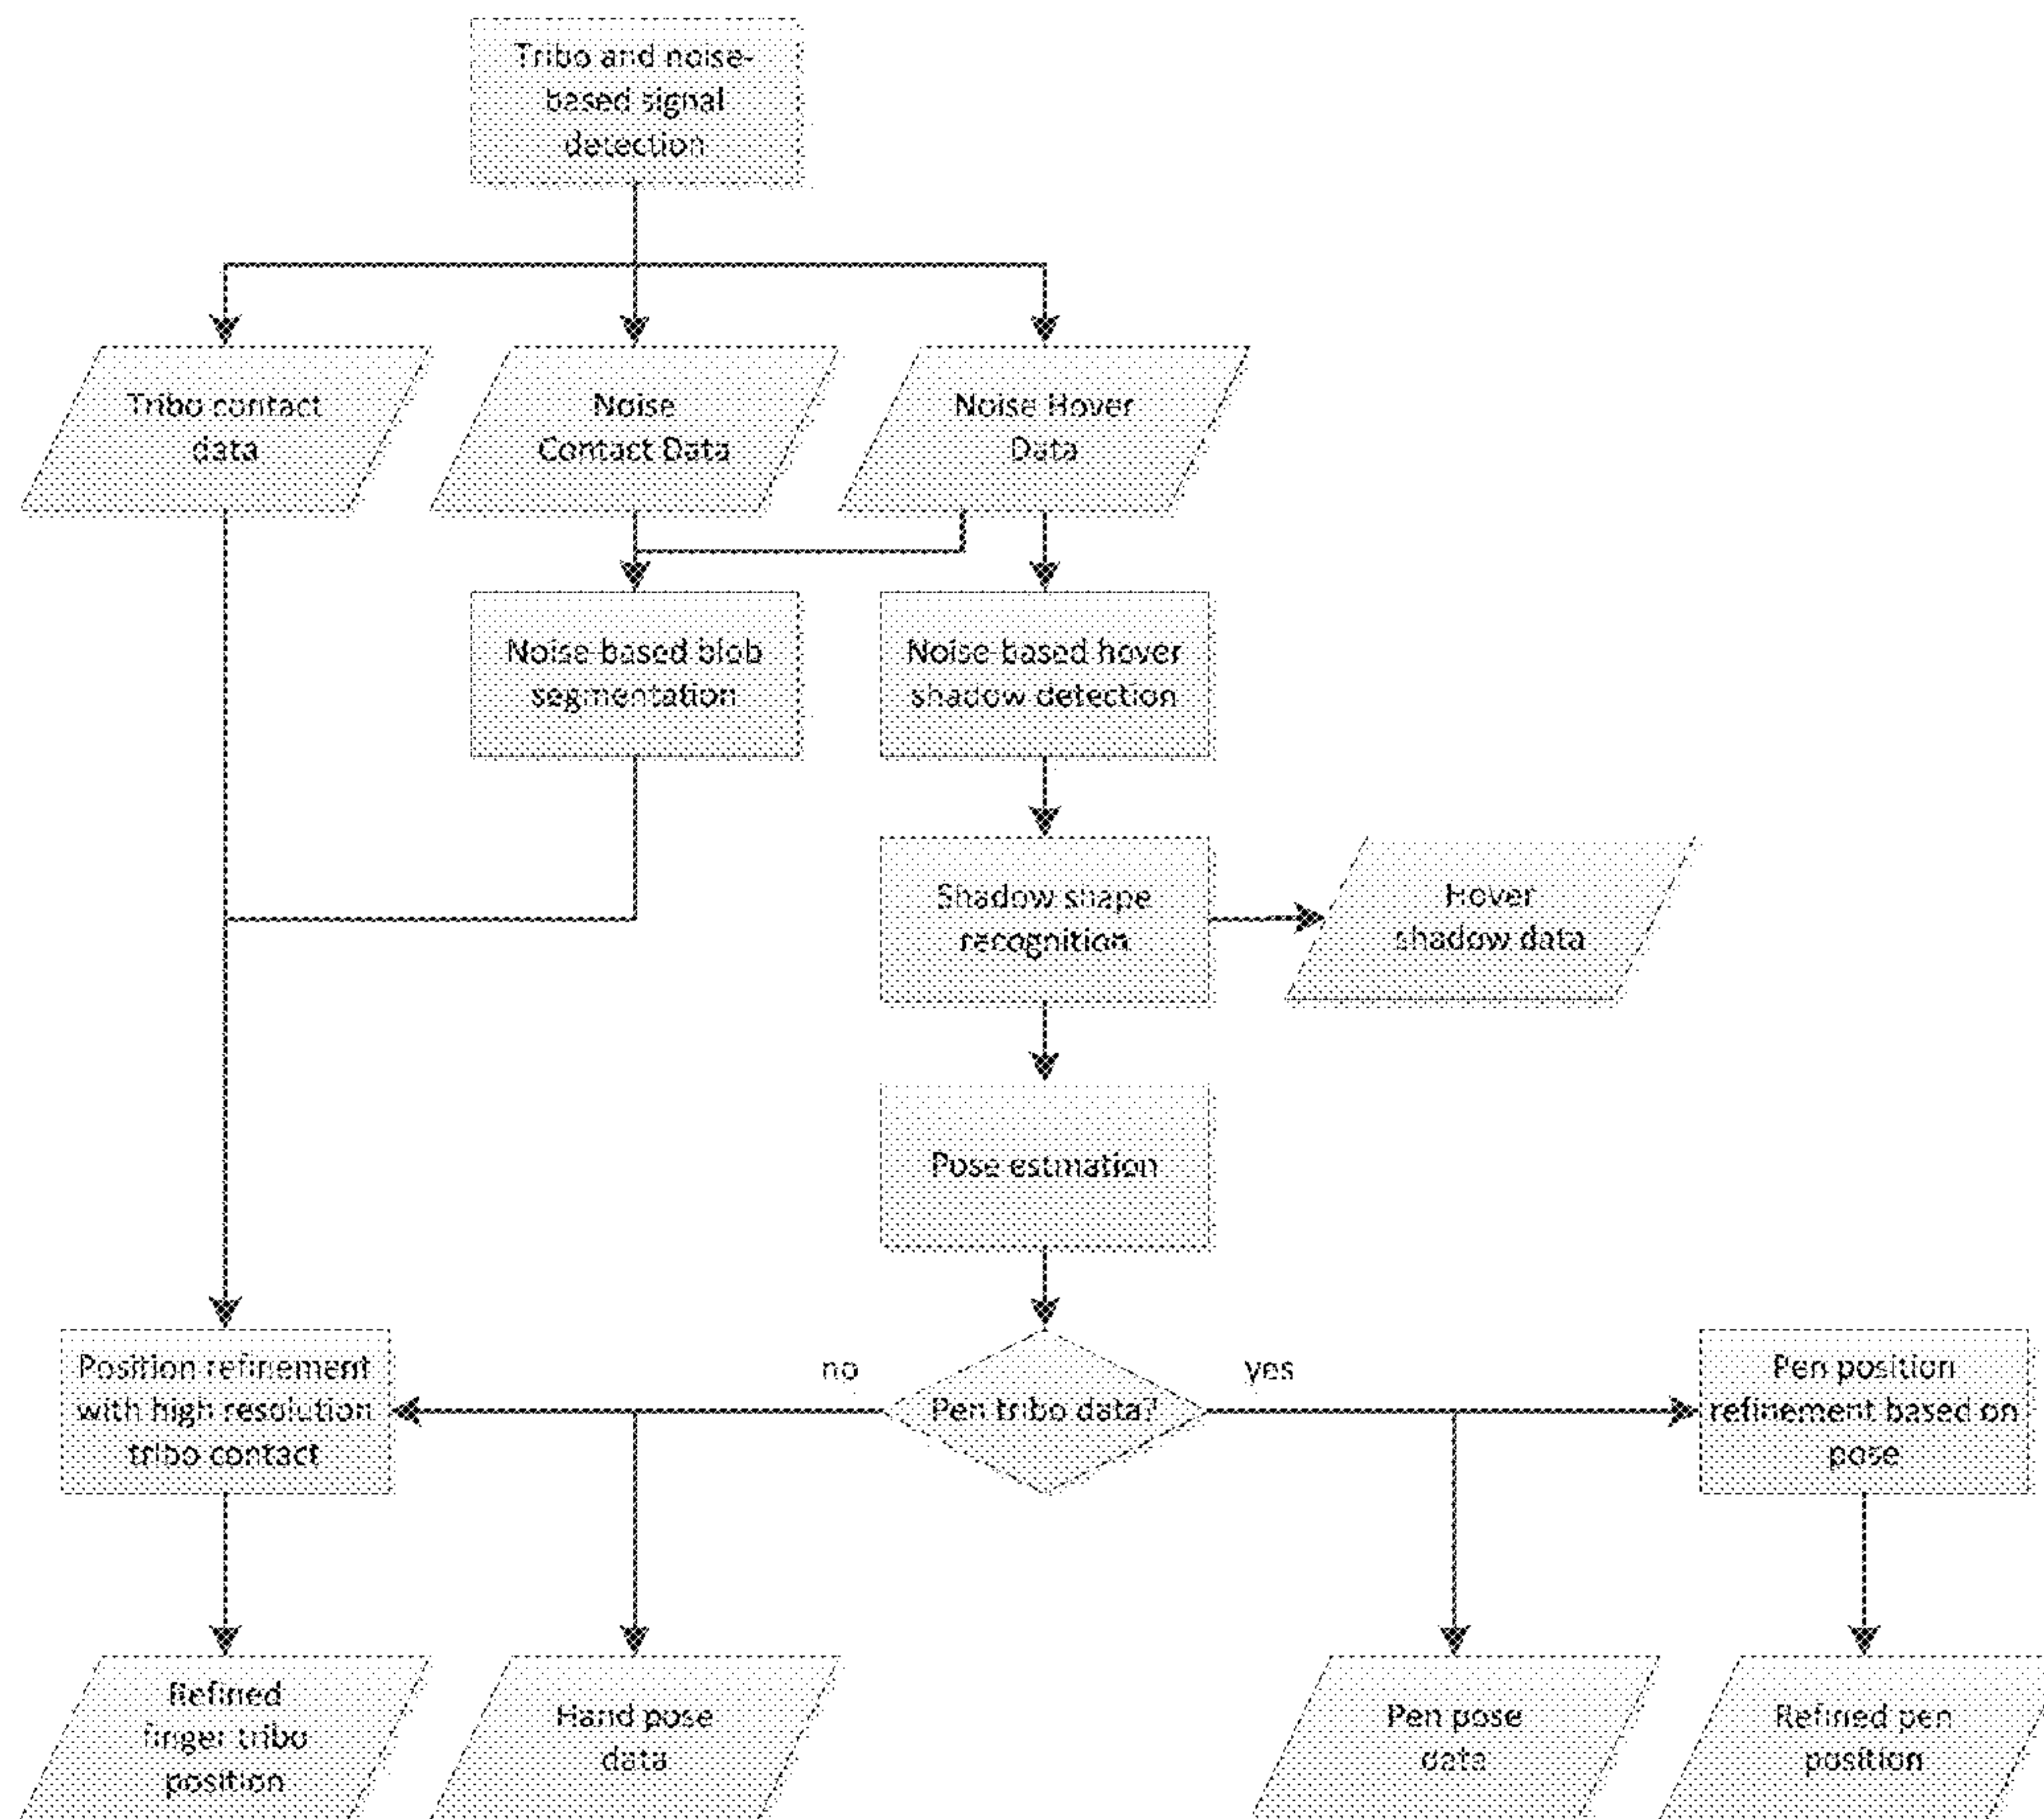 Tribo and noise-
based signal
detection
Tribo contact
data
Noise
Contact Data
Noise Hover
Data
Noise-based blob
segmentation
Noise-based hover
shadow detection
Shadow shape
recognition
Hover
shadow data
Pose estimation
Position refinement
with high resolution
tribo contact
no
Pen tribo data?
yes
Pen position
refinement based on
pose
Refined
finger tribo
position
Hand pose
data
Pen pose
data
Refined pen
position